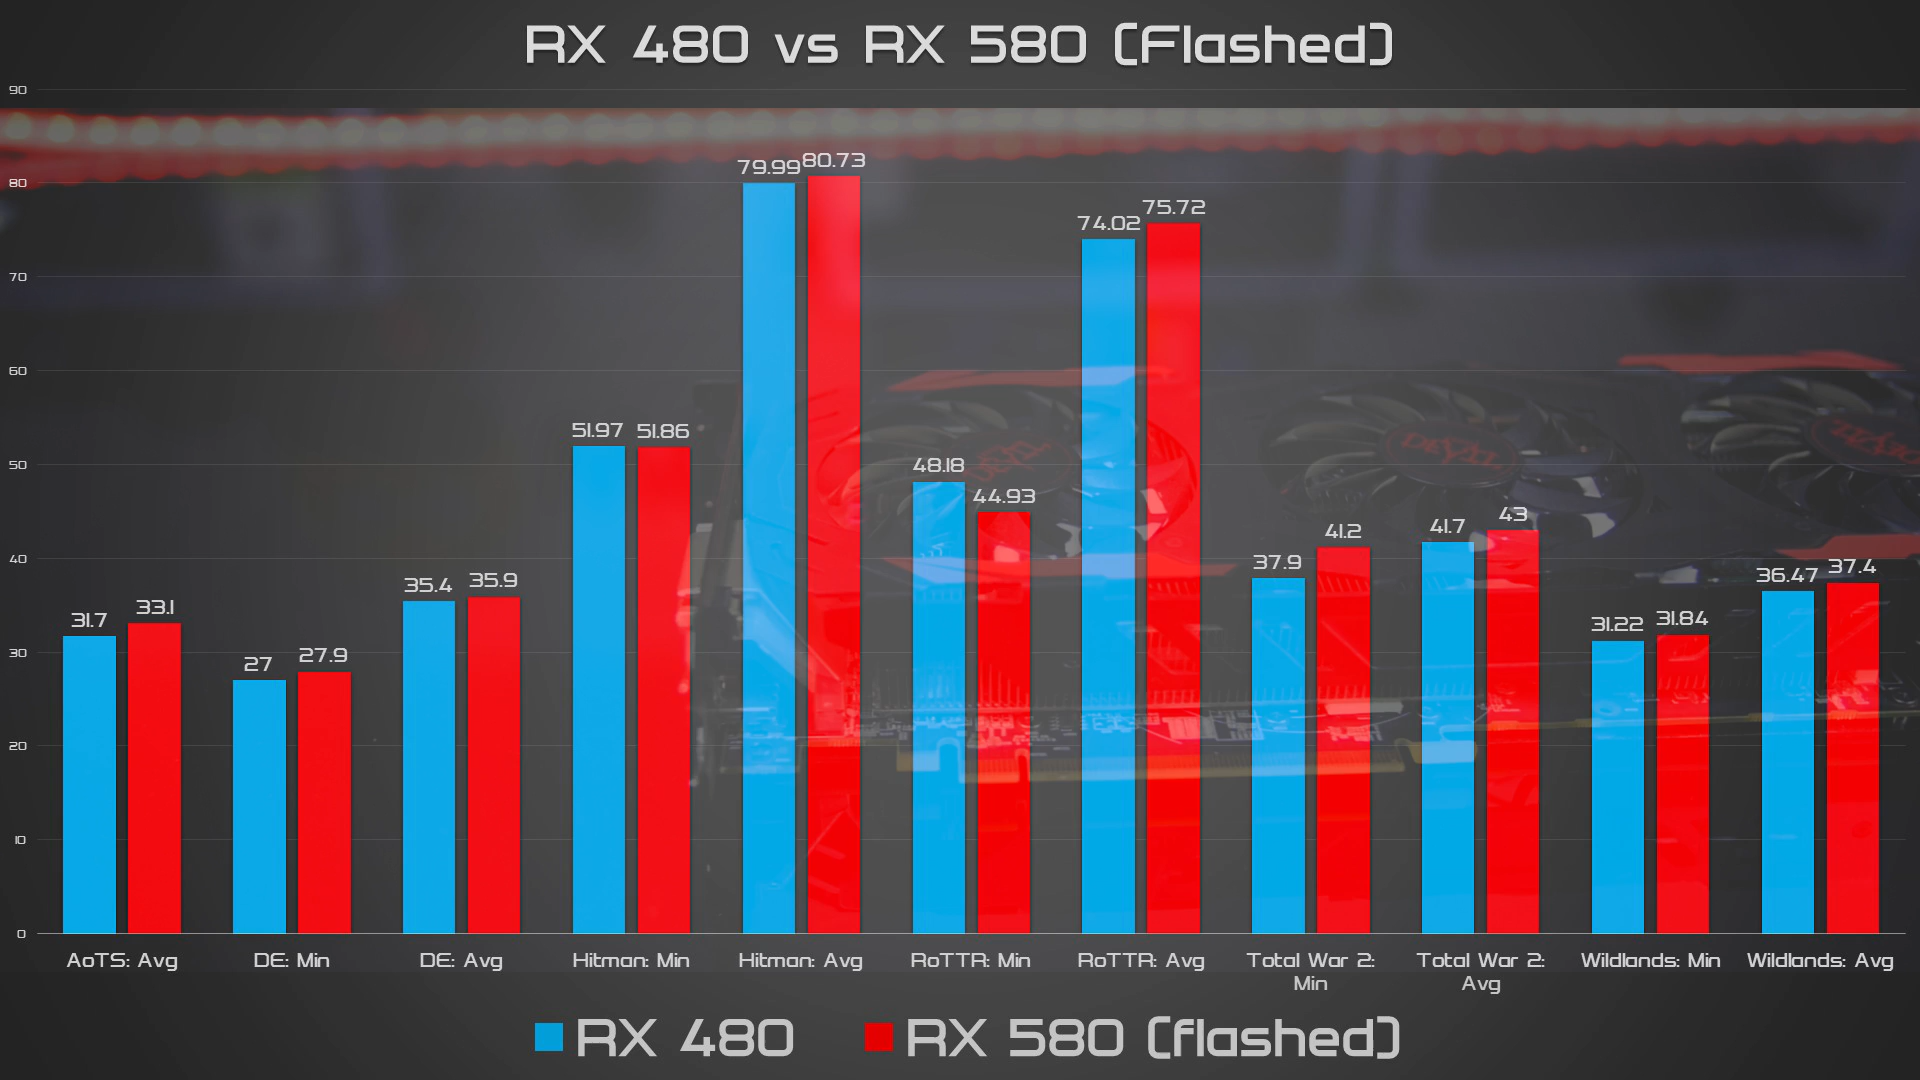 RX 480 vs RX 580 (Flashed)
90
80
70
60
50
40
30
20
10
0
31.7
33.1
27
27.9
35.4
35.9
51.97
51.86
79.99
80.73
48.18
44.93
74.02
75.72
37.9
41.2
41.7
43
31.22
31.84
36.47
37.4
DEVIL
DEVIL
DEVIL
AoTS: Avg
DE: Min
DE: Avg
Hitman: Min
Hitman: Avg
RoTTR: Min
RoTTR: Avg
Total War 2:
Min
Total War 2:
Avg
Wildlands: Min
Wildlands: Avg
RX 480
RX 580 (flashed)